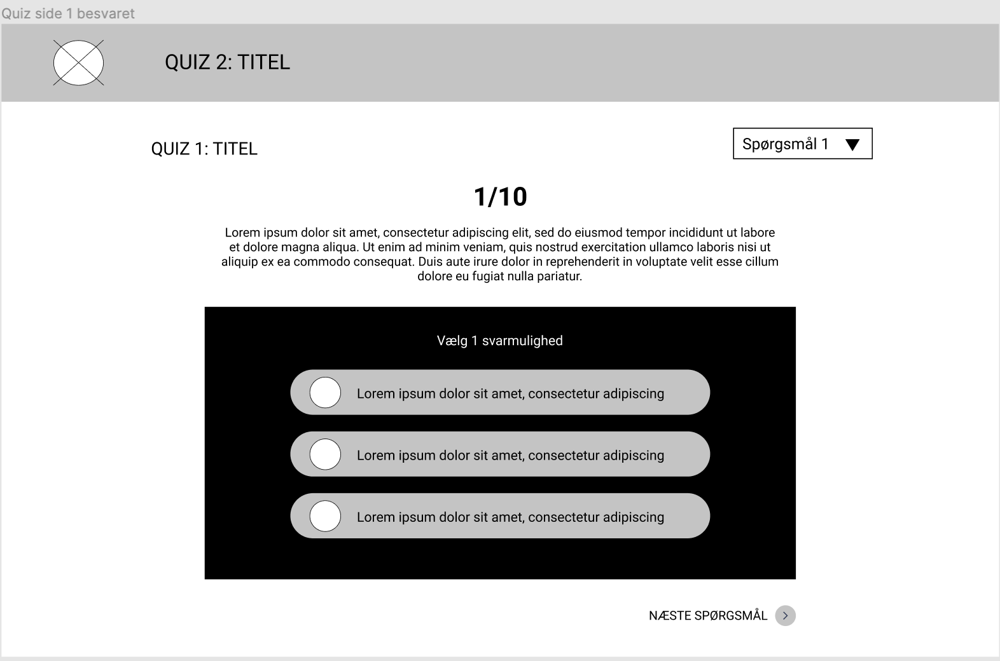 Quiz side 1 besvaret
QUIZ 2: TITEL
QUIZ 1: TITEL
Spørgsmål 1
1/10
Lorem ipsum dolor sit amet, consectetur adipiscing elit, sed do eiusmod tempor incididunt ut labore
et dolore magna aliqua. Ut enim ad minim veniam, quis nostrud exercitation ullamco laboris nisi ut
aliquip ex ea commodo consequat. Duis aute irure dolor in reprehenderit in voluptate velit esse cillum
dolore eu fugiat nulla pariatur.
Vælg 1 svarmulighed
Lorem ipsum dolor sit amet, consectetur adipiscing
Lorem ipsum dolor sit amet, consectetur adipiscing
Lorem ipsum dolor sit amet, consectetur adipiscing
NÆSTE SPØRGSMÅL